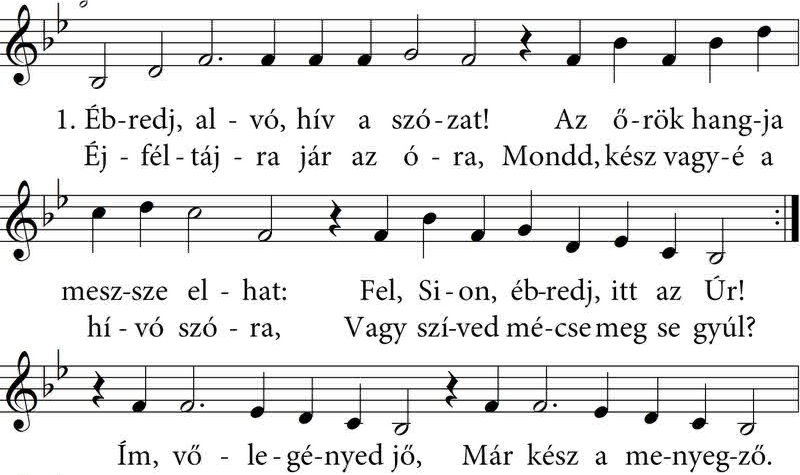 1. Éb-redj, al - vó, hív a szó-zat! Az ő-rök hang-ja
Éj - fél-táj - ra jár az ó - ra, Mondd, kész vagy-é a
mesz-sze el - hat: Fel, Si-on, éb-redj, itt az Úr!
hí - vó szó - ra, Vagy szí-ved mé-cse meg se gyúl?
Ím, vő - le-gé-nyed jő, Már kész a me-nyeg-ző.